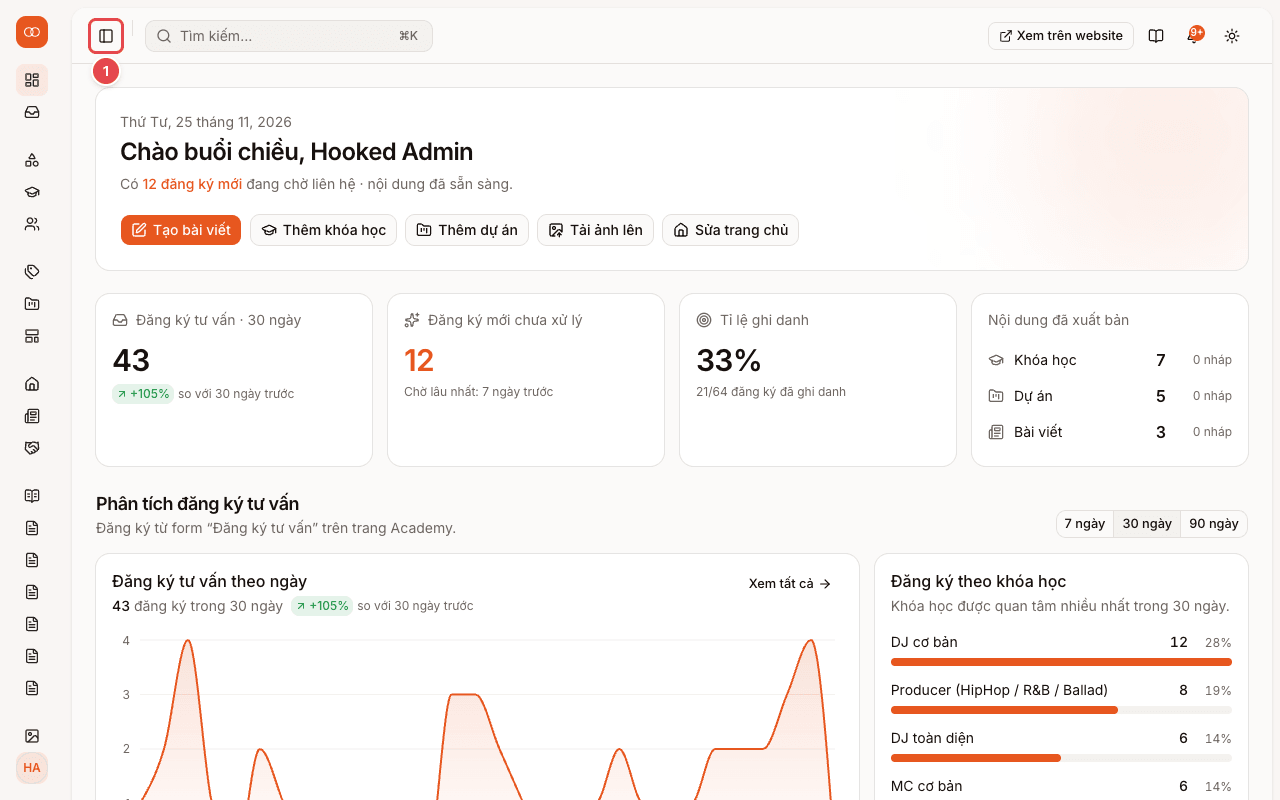 Tìm kiếm...
⌘K
Xem trên website
9+
1
Thứ Tư, 25 tháng 11, 2026
Chào buổi chiều, Hooked Admin
Có 12 đăng ký mới đang chờ liên hệ · nội dung đã sẵn sàng.
Tạo bài viết
Thêm khóa học
Thêm dự án
Tải ảnh lên
Sửa trang chủ
Đăng ký tư vấn · 30 ngày
43
+105% so với 30 ngày trước
Đăng ký mới chưa xử lý
12
Chờ lâu nhất: 7 ngày trước
Tỉ lệ ghi danh
33%
21/64 đăng ký đã ghi danh
Nội dung đã xuất bản
Khóa học 7 0 nháp
Dự án 5 0 nháp
Bài viết 3 0 nháp
Phân tích đăng ký tư vấn
Đăng ký từ form “Đăng ký tư vấn” trên trang Academy.
7 ngày
30 ngày
90 ngày
Đăng ký tư vấn theo ngày
Xem tất cả
43 đăng ký trong 30 ngày +105% so với 30 ngày trước
4
3
2
Đăng ký theo khóa học
Khóa học được quan tâm nhiều nhất trong 30 ngày.
DJ cơ bản 12 28%
Producer (HipHop / R&B / Ballad) 8 19%
DJ toàn diện 6 14%
MC cơ bản 6 14%
HA